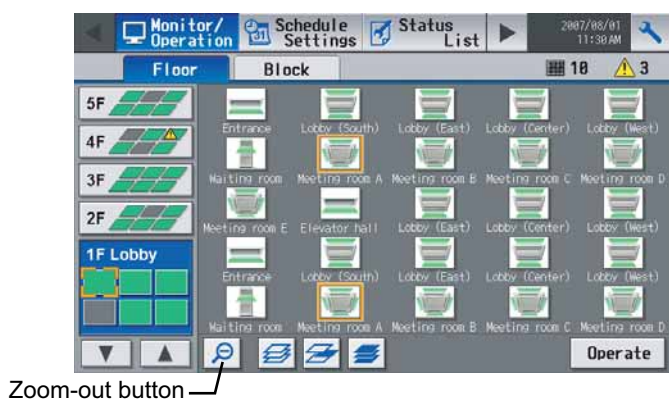 Monitor/
Operation
Schedule
Settings
Status
List
2007/08/01
11:30 AM
Floor
Block
10
3
5F
4F
3F
2F
1F Lobby
Entrance
Lobby (South)
Lobby (East)
Lobby (Center)
Lobby (West)
Waiting room
Meeting room A
Meeting room B
Meeting room C
Meeting room D
Meeting room E
Elevator hall
Lobby (East)
Lobby (Center)
Lobby (West)
Entrance
Lobby (South)
Lobby (East)
Lobby (Center)
Lobby (West)
Waiting room
Meeting room A
Meeting room B
Meeting room C
Meeting room D
Operate
Zoom-out button